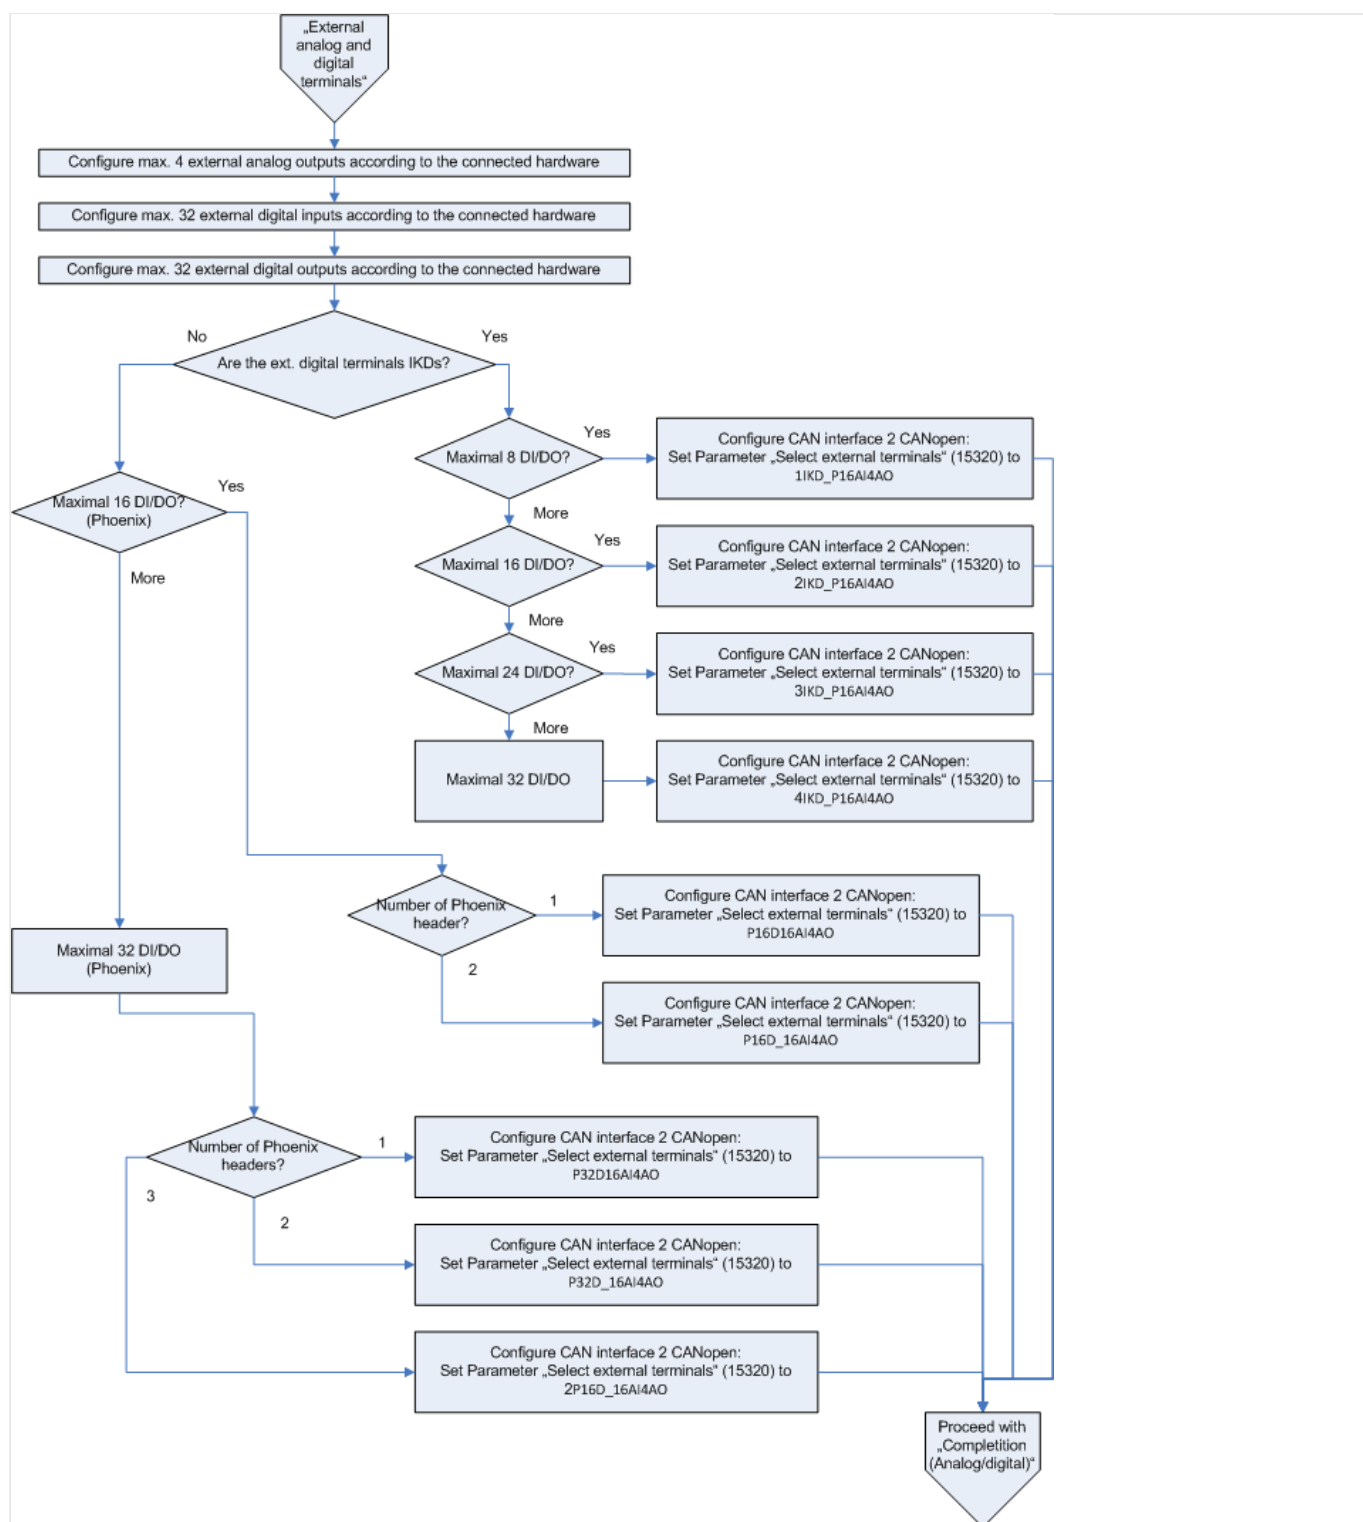 „External
analog and
digital
terminals“
Configure max. 4 external analog outputs according to the connected hardware
Configure max. 32 external digital inputs according to the connected hardware
Configure max. 32 external digital outputs according to the connected hardware
No
Yes
Are the ext. digital terminals IKDs?
Maximal 8 DI/DO?
Yes
Configure CAN interface 2 CANopen:
Set Parameter „Select external terminals“ (15320) to
1IKD_P16AI4AO
Maximal 16 DI/DO?
(Phoenix)
Yes
More
More
Maximal 16 DI/DO?
Yes
Configure CAN interface 2 CANopen:
Set Parameter „Select external terminals“ (15320) to
2IKD_P16AI4AO
More
Maximal 24 DI/DO?
Yes
Configure CAN interface 2 CANopen:
Set Parameter „Select external terminals“ (15320) to
3IKD_P16AI4AO
More
Maximal 32 DI/DO
Configure CAN interface 2 CANopen:
Set Parameter „Select external terminals“ (15320) to
4IKD_P16AI4AO
Number of Phoenix
header?
1
Configure CAN interface 2 CANopen:
Set Parameter „Select external terminals“ (15320) to
P16D16AI4AO
2
Configure CAN interface 2 CANopen:
Set Parameter „Select external terminals“ (15320) to
P16D_16AI4AO
Maximal 32 DI/DO
(Phoenix)
Number of Phoenix
headers?
1
Configure CAN interface 2 CANopen:
Set Parameter „Select external terminals“ (15320) to
P32D16AI4AO
3
2
Configure CAN interface 2 CANopen:
Set Parameter „Select external terminals“ (15320) to
P32D_16AI4AO
Configure CAN interface 2 CANopen:
Set Parameter „Select external terminals“ (15320) to
2P16D_16AI4AO
Proceed with
„Completition
(Analog/digital)“